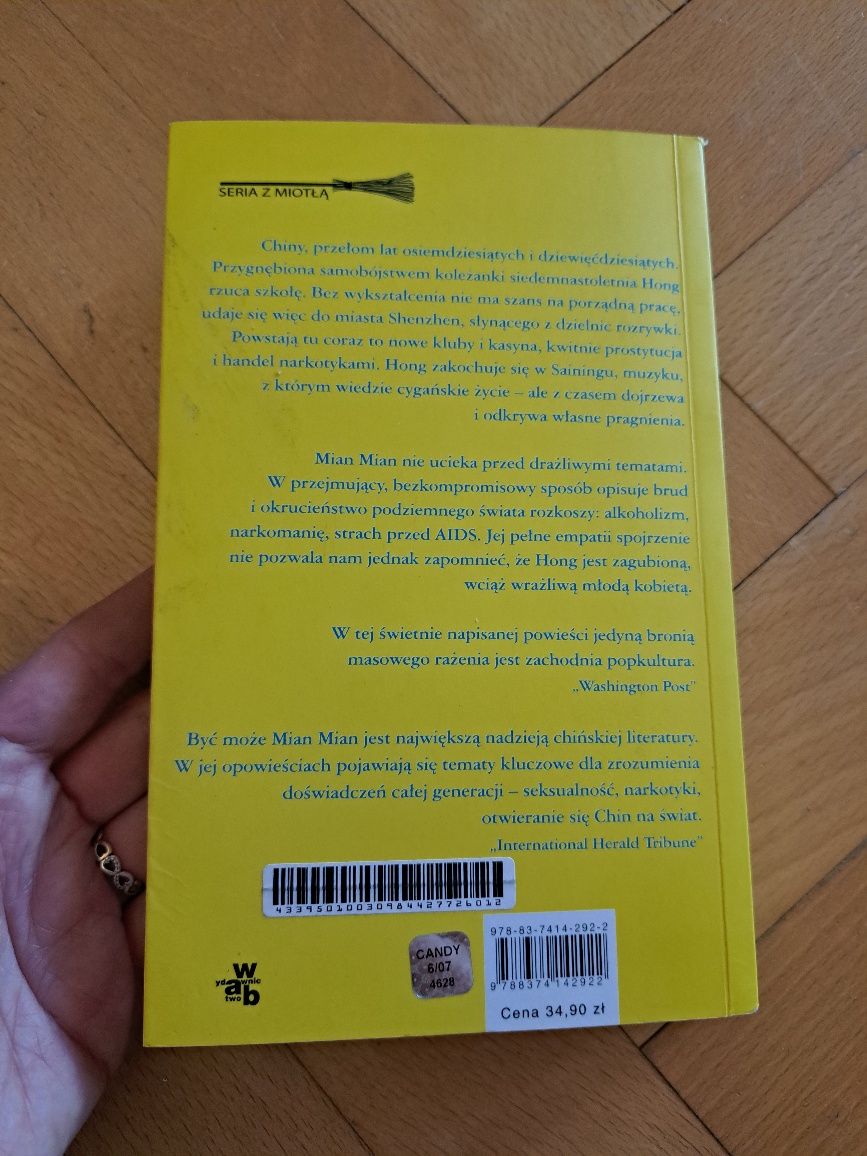 SERIA Z MIOTŁĄ
Chiny, przełom lat osiemdziesiątych i dziewięćdziesiątych.
Przygnębiona samobójstwem koleżanki siedemnastoletnia Hong
rzuca szkołę. Bez wykształcenia nie ma szans na porządną pracę,
udaje się więc do miasta Shenzhen, słynącego z dzielnic rozrywki.
Powstają tu coraz to nowe kluby i kasyna, kwitnie prostytucja
i handel narkotykami. Hong zakochuje się w Sainingu, muzyku,
z którym wiedzie cygańskie życie – ale z czasem dojrzewa
i odkrywa własne pragnienia.
Mian Mian nie ucieka przed drażliwymi tematami.
W przejmujący, bezkompromisowy sposób opisuje brud
i okrucieństwo podziemnego świata rozkoszy: alkoholizm,
narkomanię, strach przed AIDS. Jej pełne empatii spojrzenie
nie pozwala nam jednak zapomnieć, że Hong jest zagubioną,
wciąż wrażliwą młodą kobietą.
W tej świetnie napisanej powieści jedyną bronią
masowego rażenia jest zachodnia popkultura.
„Washington Post”
Być może Mian Mian jest największą nadzieją chińskiej literatury.
W jej opowieściach pojawiają się tematy kluczowe dla zrozumienia
doświadczeń całej generacji – seksualność, narkotyki,
otwieranie się Chin na świat.
„International Herald Tribune”
43395010030984427726012
978-83-7414-292-2
9788374142922
Cena 34,90 zł
CANDY
6/07
4628
w
ydawnic
a
two
b